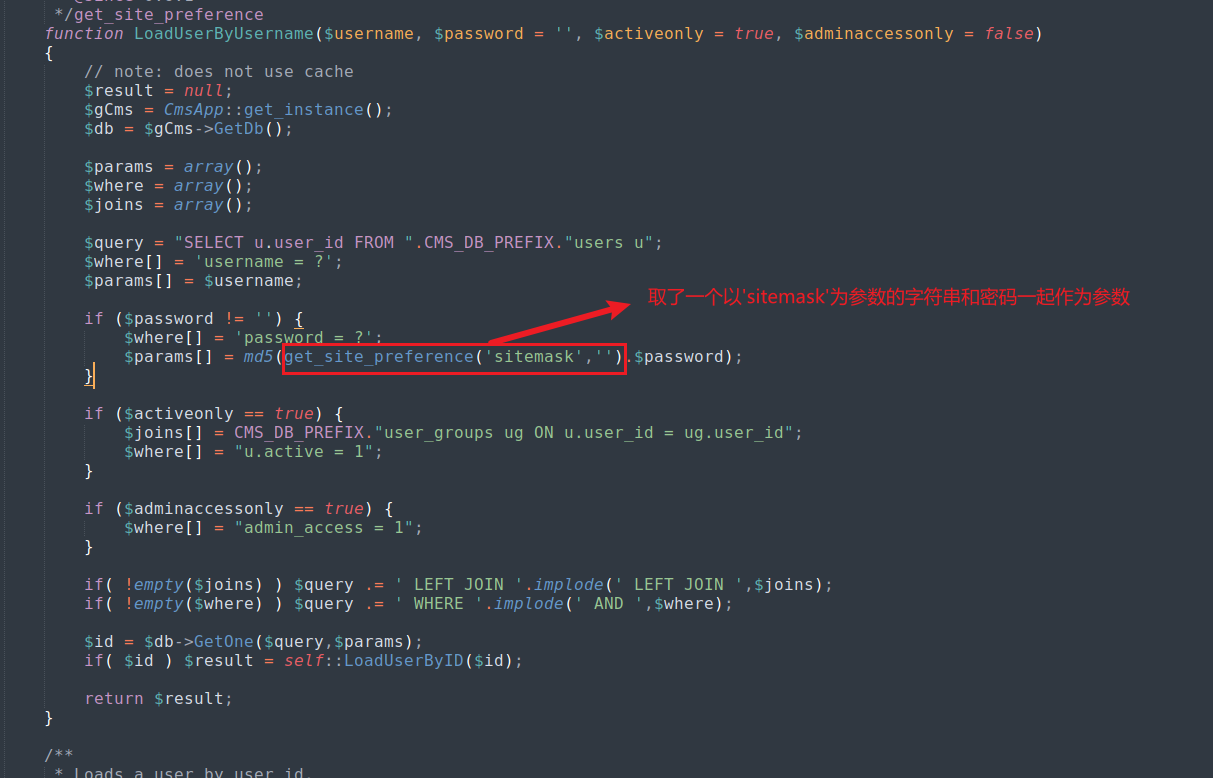 */get_site_preference
function LoadUserByUsername($username, $password = '', $activeonly = true, $adminaccessonly = false)
{
// note: does not use cache
$result = null;
$gCms = CmsApp::get_instance();
$db = $gCms->GetDb();
$params = array();
$where = array();
$joins = array();
$query = "SELECT u.user_id FROM ".CMS_DB_PREFIX."users u";
$where[] = 'username = ?';
$params[] = $username;
取了一个以'sitemask'为参数的字符串和密码一起作为参数
if ($password != '') {
$where[] = 'password = ?';
$params[] = md5(get_site_preference('sitemask','').$password);
}
if ($activeonly == true) {
$joins[] = CMS_DB_PREFIX."user_groups ug ON u.user_id = ug.user_id";
$where[] = "u.active = 1";
}
if ($adminaccessonly == true) {
$where[] = "admin_access = 1";
}
if( !empty($joins) ) $query .= ' LEFT JOIN '.implode(' LEFT JOIN ',$joins);
if( !empty($where) ) $query .= ' WHERE '.implode(' AND ',$where);
$id = $db->GetOne($query,$params);
if( $id ) $result = self::LoadUserByID($id);
return $result;
}
/**
* Loads a user by user id.